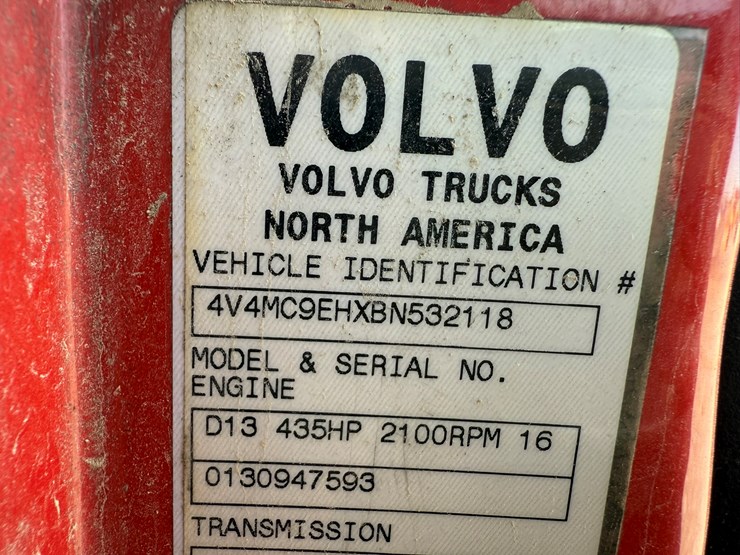 VOLVO
VOLVO TRUCKS
NORTH AMERICA
VEHICLE IDENTIFICATION #
4V4MC9EHXBN532118
MODEL & SERIAL NO.
ENGINE
D13 435HP 2100RPM 16
0130947593
TRANSMISSION